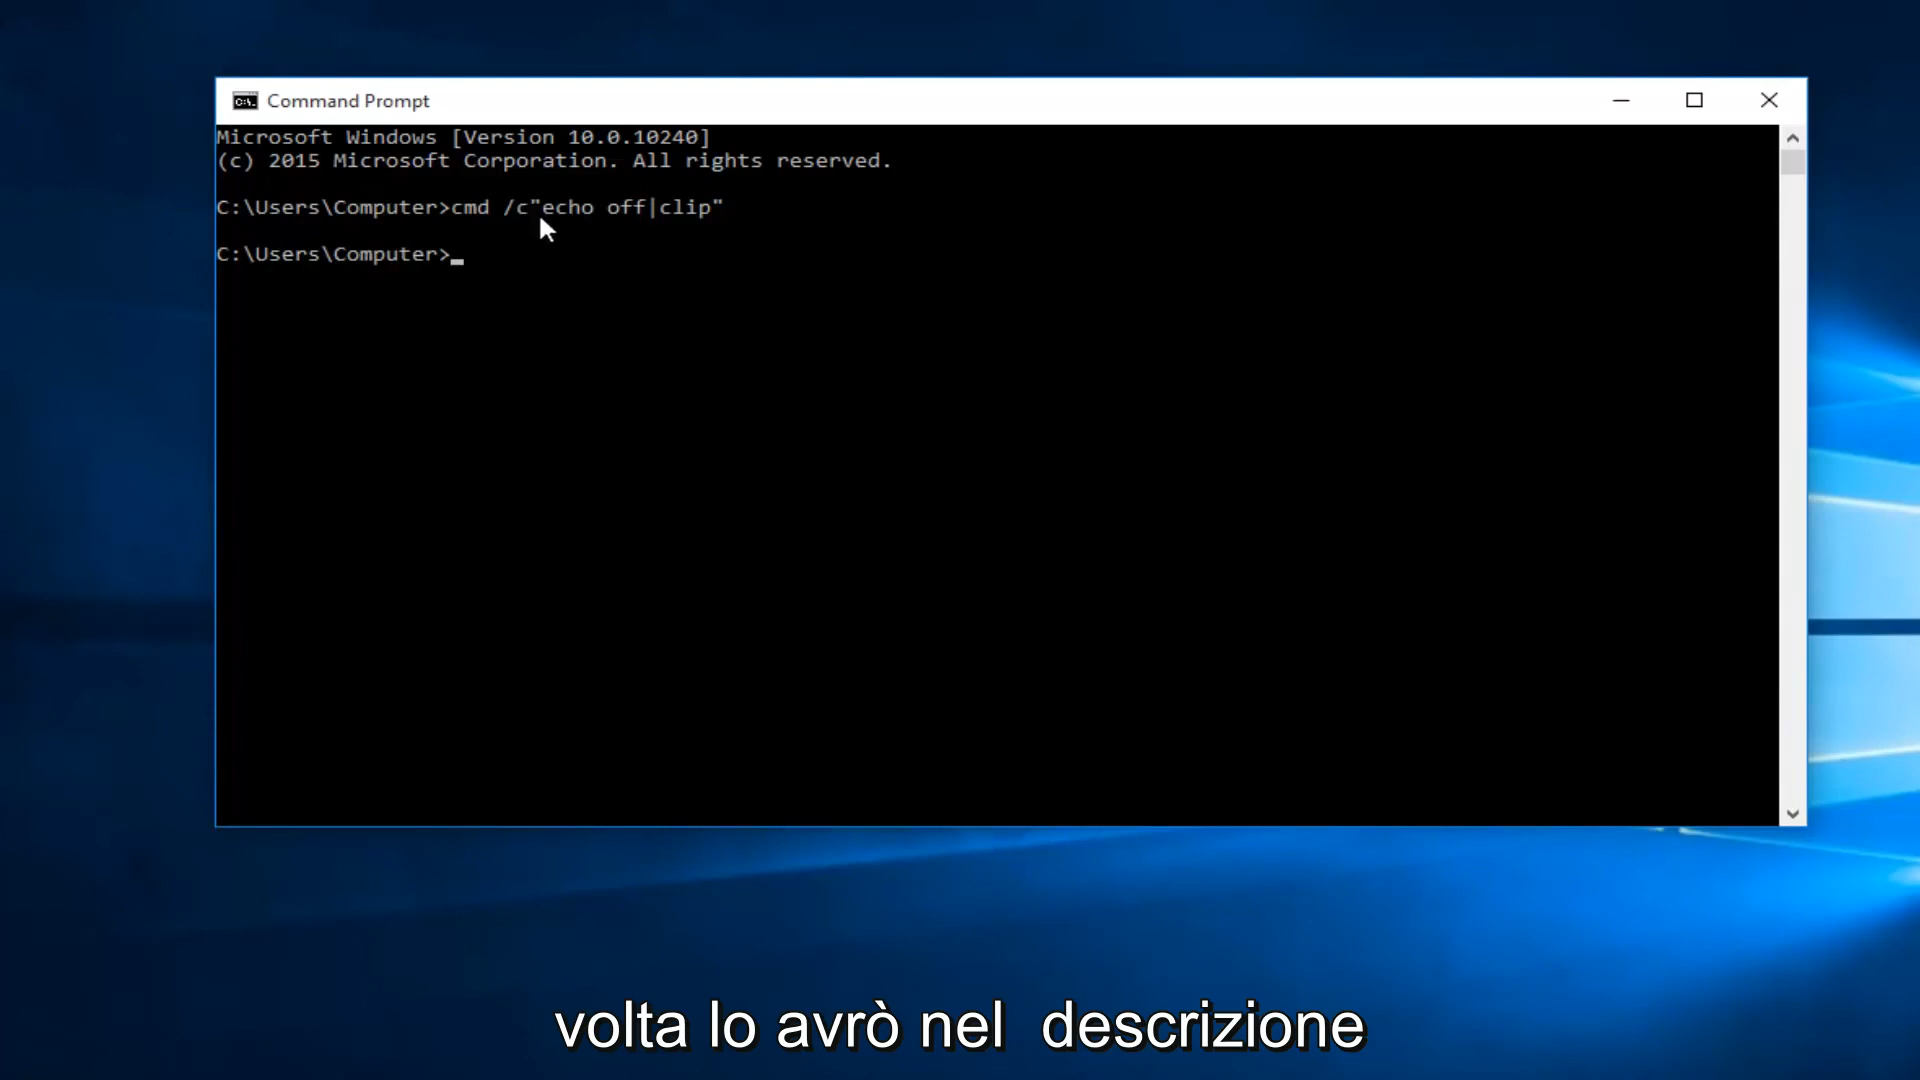 Command Prompt
Microsoft Windows [Version 10.0.10240]
(c) 2015 Microsoft Corporation. All rights reserved.
C:\Users\Computer>cmd /c"echo off|clip"
C:\Users\Computer>_
volta lo avrò nel descrizione